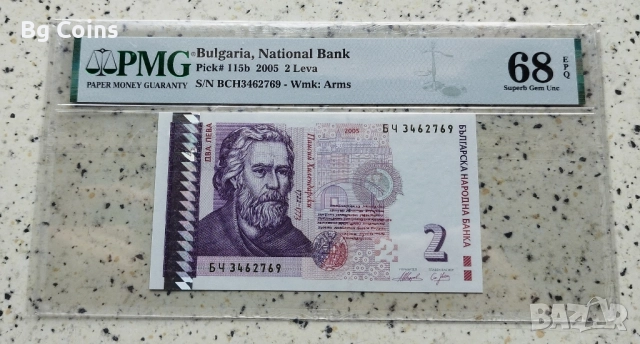 Bg Coins
PMG
PAPER MONEY GUARANTY
Bulgaria, National Bank
Pick# 115b 2005 2 Leva
S/N BCH3462769 - Wmk: Arms
68 EPQ
Superb Gem Unc
ДВА ЛЕВА
Паисий Хилендарски
1722-1773
2005
БЧ 3462769
БЪЛГАРСКА НАРОДНА БАНКА
2
БЧ 3462769
BAZAR